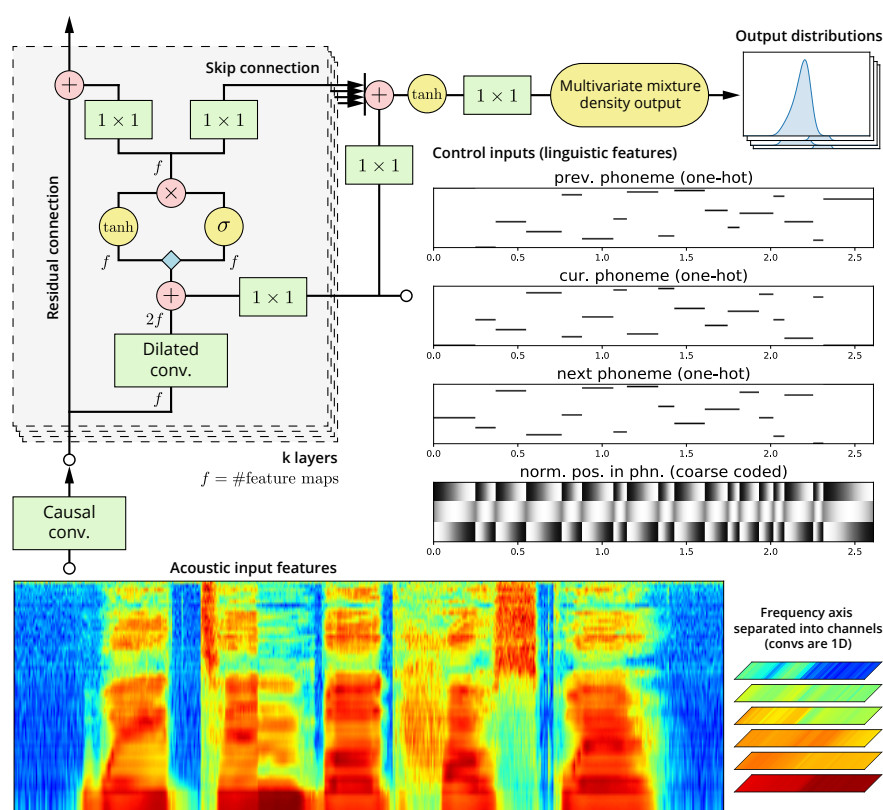 Output distributions
Skip connection
+
1 × 1
1 × 1
+
tanh
1 × 1
Multivariate mixture
density output
1 × 1
f
×
tanh
σ
f
f
+
1 × 1
2f
Dilated
conv.
f
Residual connection
k layers
f = #feature maps
Causal
conv.
Control inputs (linguistic features)
prev. phoneme (one-hot)
0.0 0.5 1.0 1.5 2.0 2.5
cur. phoneme (one-hot)
0.0 0.5 1.0 1.5 2.0 2.5
next phoneme (one-hot)
0.0 0.5 1.0 1.5 2.0 2.5
norm. pos. in phn. (coarse coded)
0.0 0.5 1.0 1.5 2.0 2.5
Acoustic input features
Frequency axis
separated into channels
(convs are 1D)